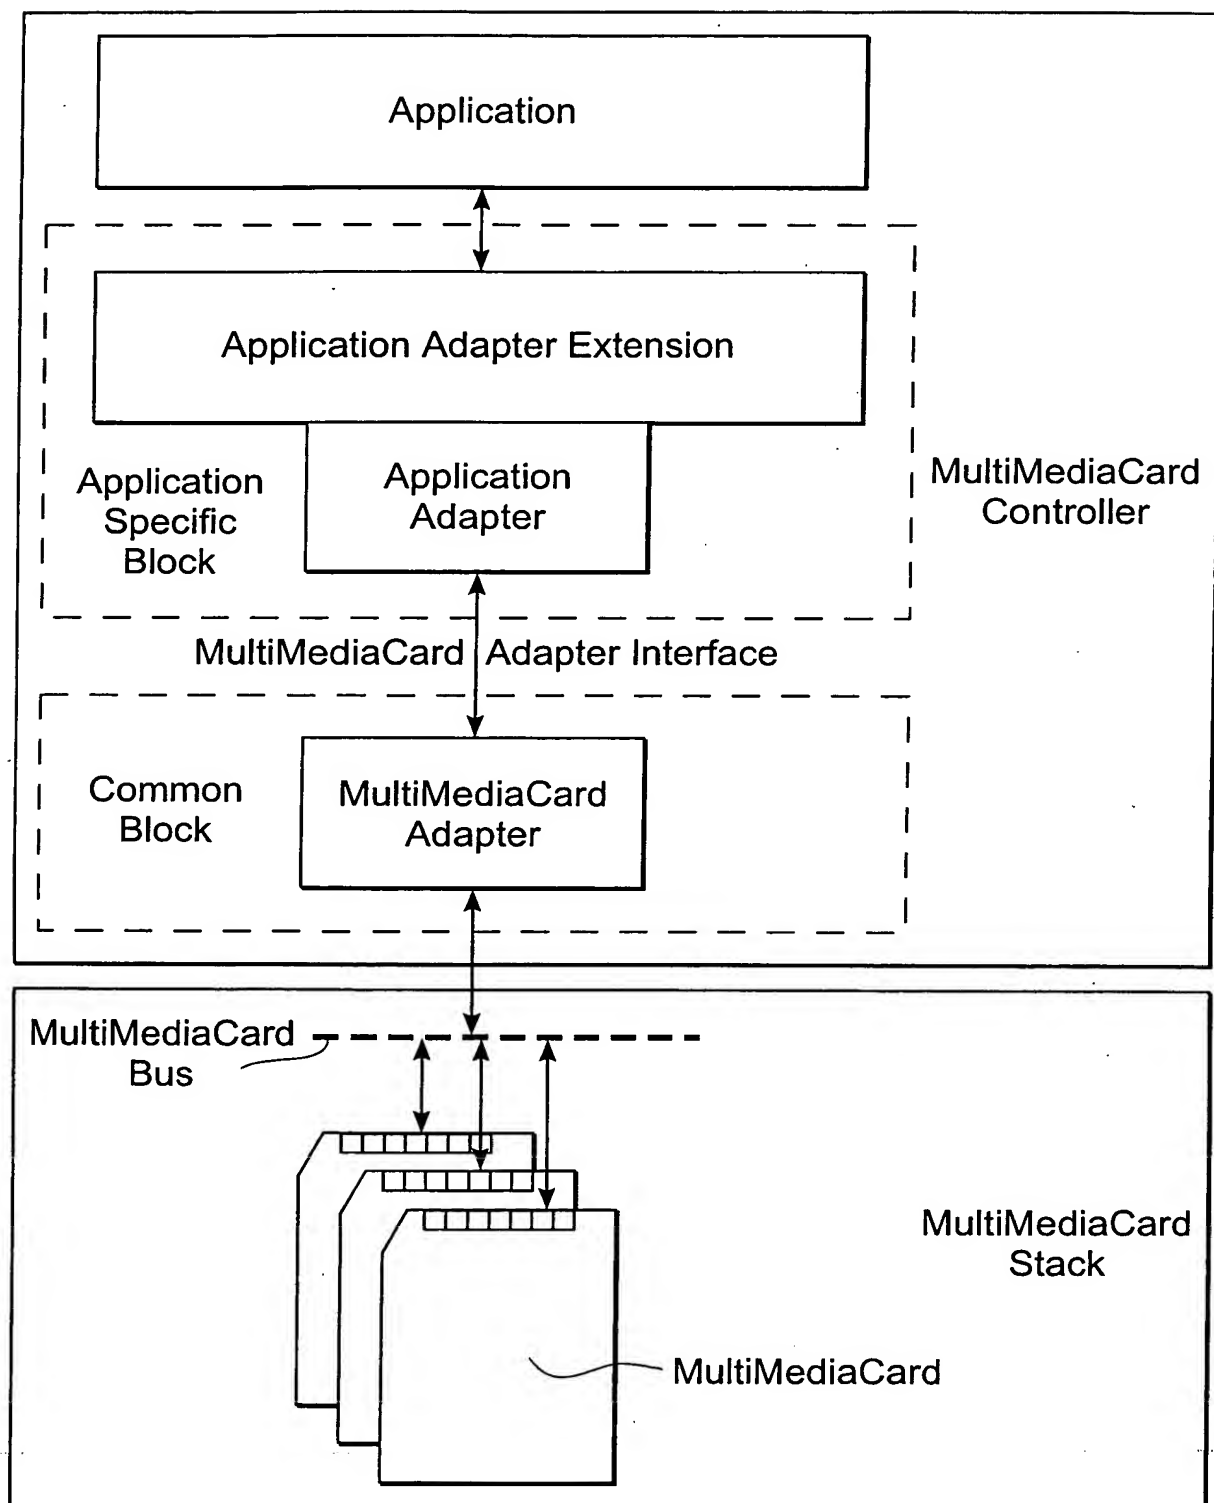 Application
Application Adapter Extension
Application
Adapter
Application
Specific
Block
MultiMediaCard
Controller
MultiMediaCard Adapter Interface
Common
Block
MultiMediaCard
Adapter
MultiMediaCard
Bus
MultiMediaCard
Stack
MultiMediaCard